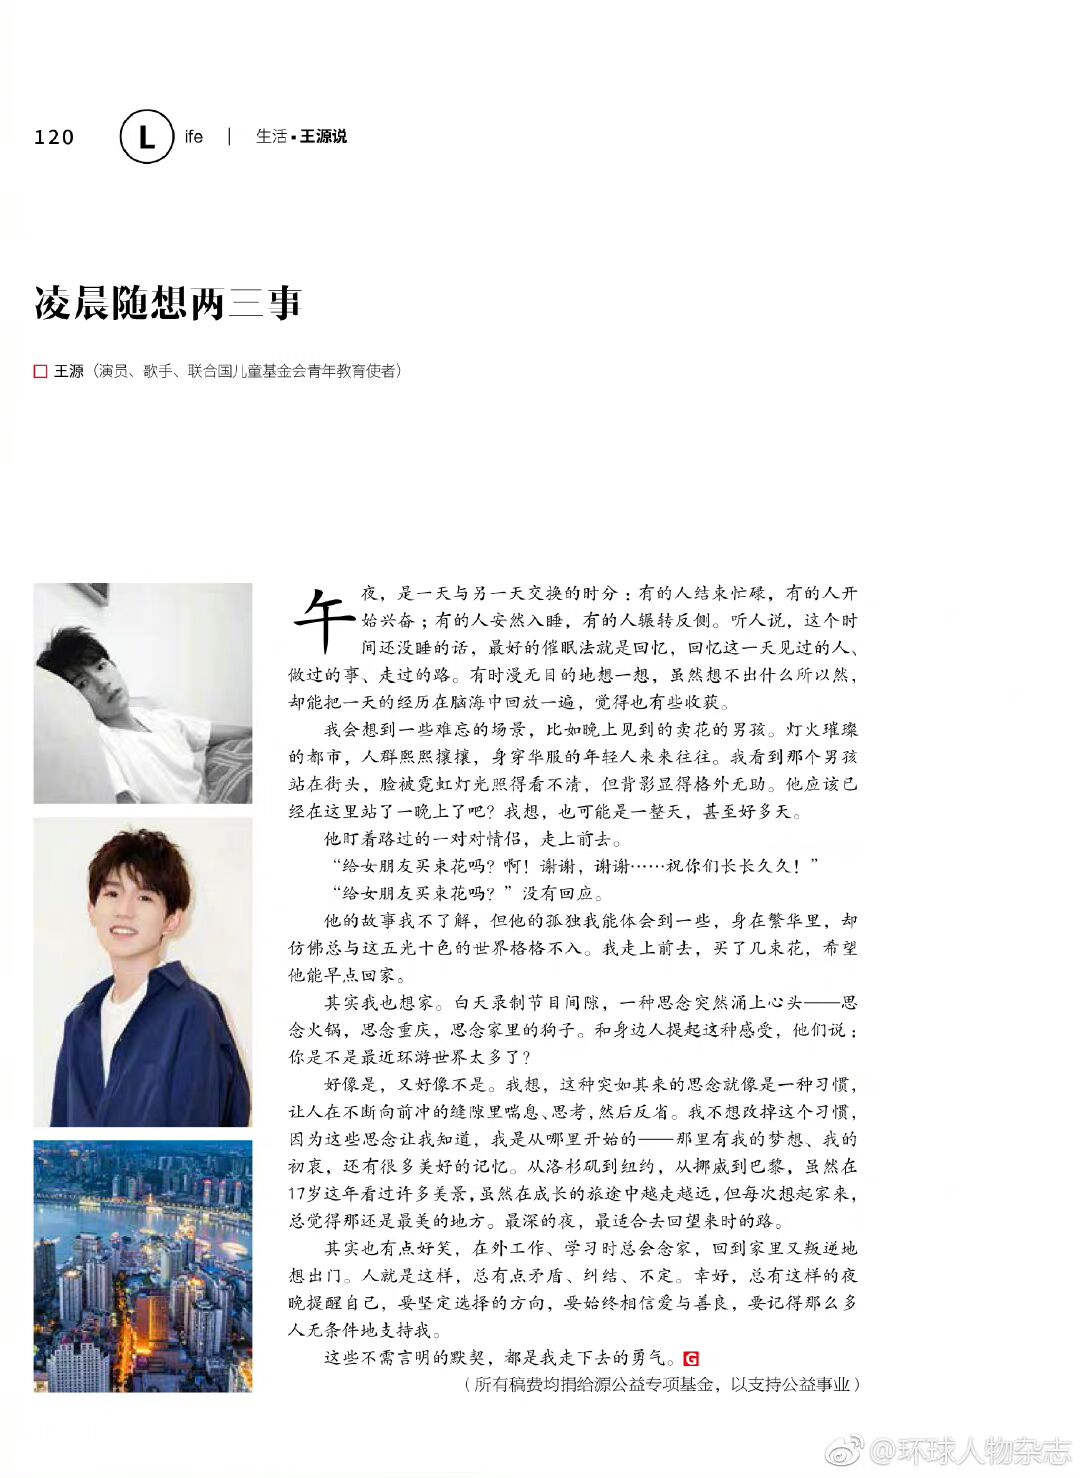 120 Life | 生活·王源说
凌晨随想两三事
□ 王源（演员、歌手、联合国儿童基金会青年教育使者）
午夜，是一天与另一天交换的时分：有的人结束忙碌，有的人开
始兴奋；有的人安然入睡，有的人辗转反侧。听人说，这个时
间还没睡的话，最好的催眠法就是回忆，回忆这一天见过的人、
做过的事、走过的路。有时漫无目的地想一想，虽然想不出什么所以然，
却能把一天的经历在脑海中回放一遍，觉得也有些收获。
我会想到一些难忘的场景，比如晚上见到的卖花的男孩。灯火璀璨
的都市，人群熙熙攘攘，身穿华服的年轻人来来往往。我看到那个男孩
站在街头，脸被霓虹灯光照得看不清，但背影显得格外无助。他应该已
经在这里站了一晚上了吧？我想，也可能是一整天，甚至好多天。
他盯着路过的一对对情侣，走上前去。
“给女朋友买束花吗？啊！谢谢，谢谢……祝你们长长久久！”
“给女朋友买束花吗？”没有回应。
他的故事我不了解，但他的孤独我能体会到一些，身在繁华里，却
仿佛总与这五光十色的世界格格不入。我走上前去，买了几束花，希望
他能早点回家。
其实我也想家。白天录制节目间隙，一种思念突然涌上心头——思
念火锅，思念重庆，思念家里的狗子。和身边人提起这种感受，他们说：
你是不是最近环游世界太多了？
好像是，又好像不是。我想，这种突如其来的思念就像是一种习惯，
让人在不断向前冲的缝隙里喘息、思考，然后反省。我不想改掉这个习惯，
因为这些思念让我知道，我是从哪里开始的——那里有我的梦想、我的
初衷，还有很多美好的记忆。从洛杉矶到纽约，从挪威到巴黎，虽然在
17岁这年看过许多美景，虽然在成长的旅途中越走越远，但每次想起家来，
总觉得那还是最美的地方。最深的夜，最适合去回望来时的路。
其实也有点好笑，在外工作、学习时总会念家，回到家里又叛逆地
想出门。人就是这样，总有点矛盾、纠结、不定。幸好，总有这样的夜
晚提醒自己，要坚定选择的方向，要始终相信爱与善良，要记得那么多
人无条件地支持我。
这些不需言明的默契，都是我走下去的勇气。G
（所有稿费均捐给源公益专项基金，以支持公益事业）
@环球人物杂志